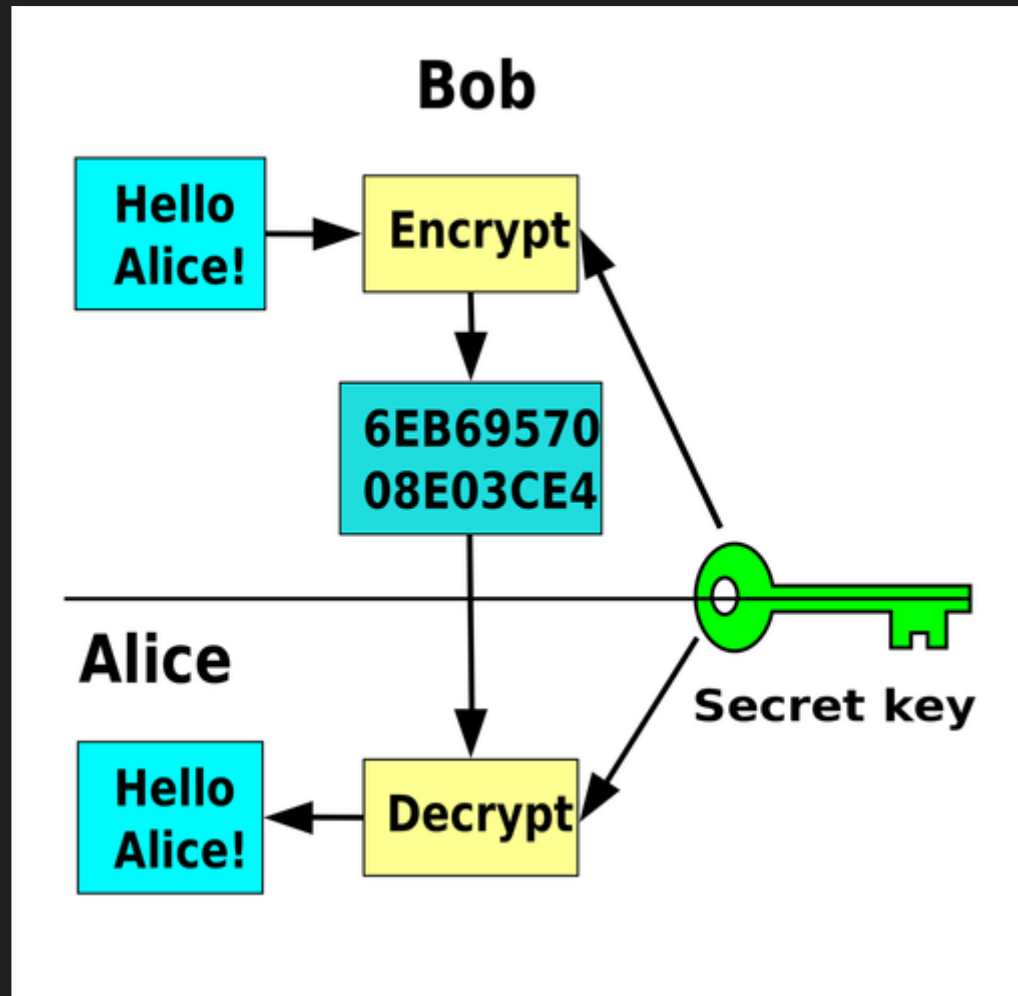 Bob
Hello
Alice!
Encrypt
6EB69570
08E03CE4
Alice
Secret key
Hello
Alice!
Decrypt